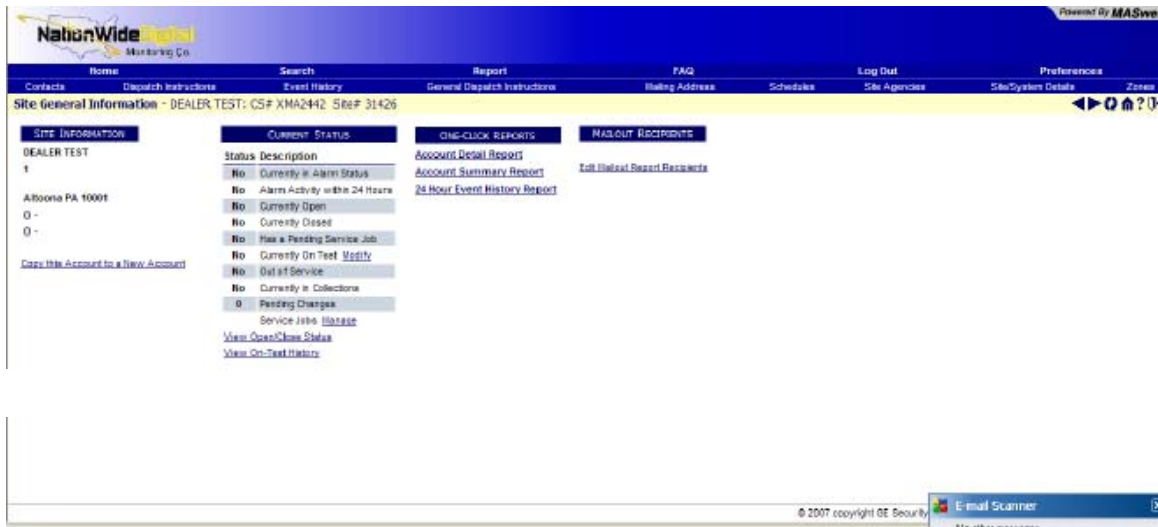 Powered By MASwe
NationWide Digital
Monitoring Co.
Home Search Report FAQ Log Out Preferences
Contacts Dispatch Instructions Event History General Dispatch Instructions Mailing Address Schedules Site Agencies Site/System Details Zones
Site General Information - DEALER TEST: CS# XMA2442 Site# 31426
SITE INFORMATION
DEALER TEST
1
Altoona PA 10001
() -
() -
Copy this Account to a New Account
CURRENT STATUS
Status Description
No Currently in Alarm Status
No Alarm Activity within 24 Hours
No Currently Open
No Currently Closed
No Has a Pending Service Job
No Currently On Test Modify
No Out of Service
No Currently in Collections
0 Pending Changes
Service Jobs Manage
View Open/Close Status
View On-Test History
ONE-CLICK REPORTS
Account Detail Report
Account Summary Report
24 Hour Event History Report
MAILOUT RECIPIENTS
Edit Mailout Report Recipients
© 2007 copyright GE Security
E-mail Scanner